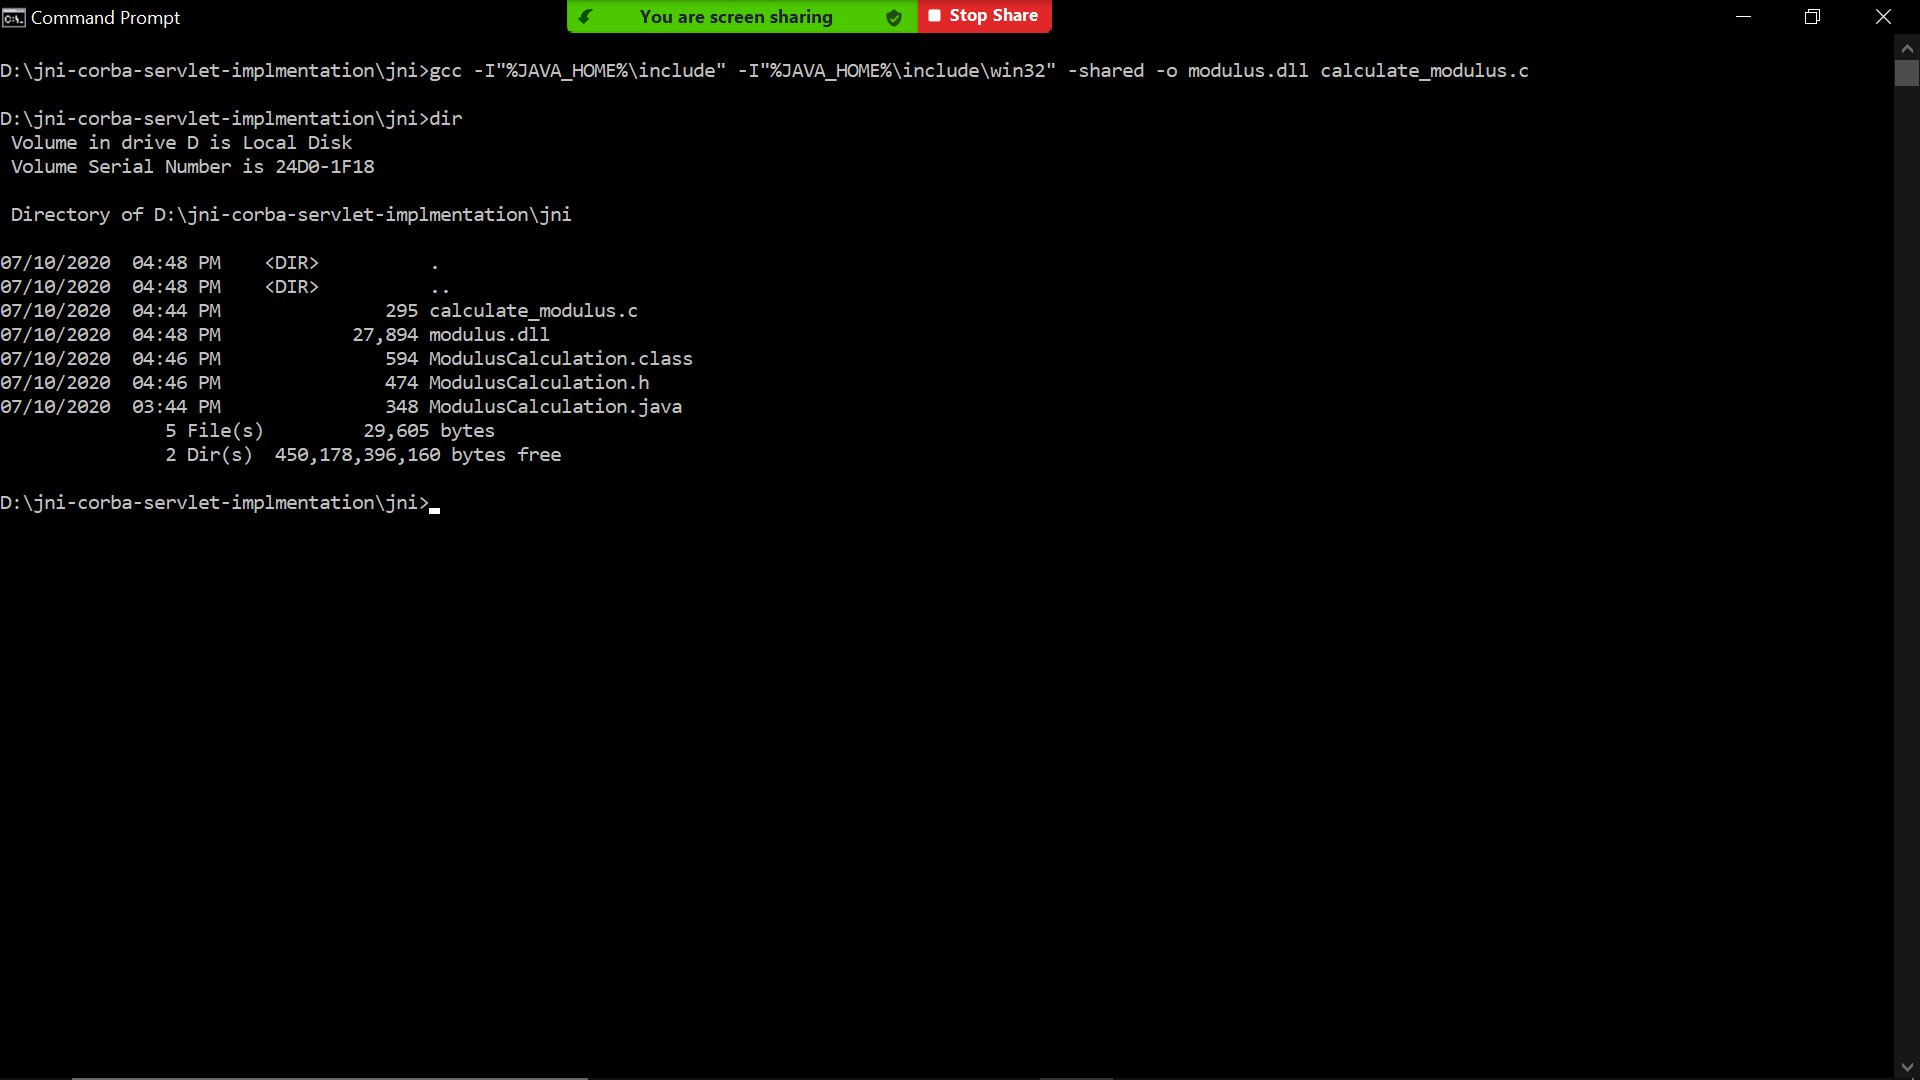 Command Prompt
You are screen sharing
Stop Share
D:\jni-corba-servlet-implmentation\jni>gcc -I"%JAVA_HOME%\include" -I"%JAVA_HOME%\include\win32" -shared -o modulus.dll calculate_modulus.c
D:\jni-corba-servlet-implmentation\jni>dir
Volume in drive D is Local Disk
Volume Serial Number is 24D0-1F18
Directory of D:\jni-corba-servlet-implmentation\jni
07/10/2020  04:48 PM    <DIR>          .
07/10/2020  04:48 PM    <DIR>          ..
07/10/2020  04:44 PM               295 calculate_modulus.c
07/10/2020  04:48 PM            27,894 modulus.dll
07/10/2020  04:46 PM               594 ModulusCalculation.class
07/10/2020  04:46 PM               474 ModulusCalculation.h
07/10/2020  03:44 PM               348 ModulusCalculation.java
5 File(s)         29,605 bytes
2 Dir(s)  450,178,396,160 bytes free
D:\jni-corba-servlet-implmentation\jni>